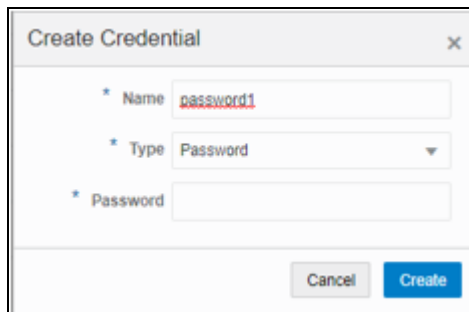 Create Credential ×
* Name password1
* Type Password
* Password
Cancel Create